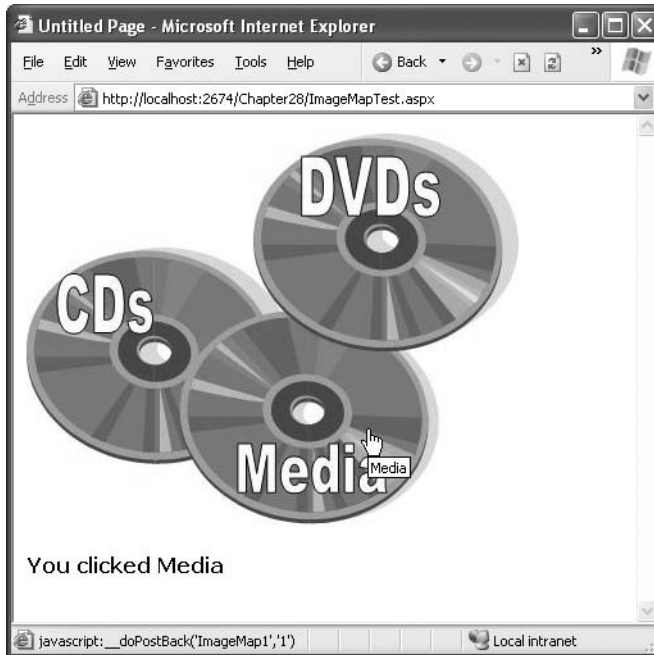 Untitled Page - Microsoft Internet Explorer
File Edit View Favorites Tools Help Back »
Address http://localhost:2674/Chapter28/ImageMapTest.aspx
DVDs
CDs
Media
Media
You clicked Media
javascript:__doPostBack('ImageMap1','1') Local intranet